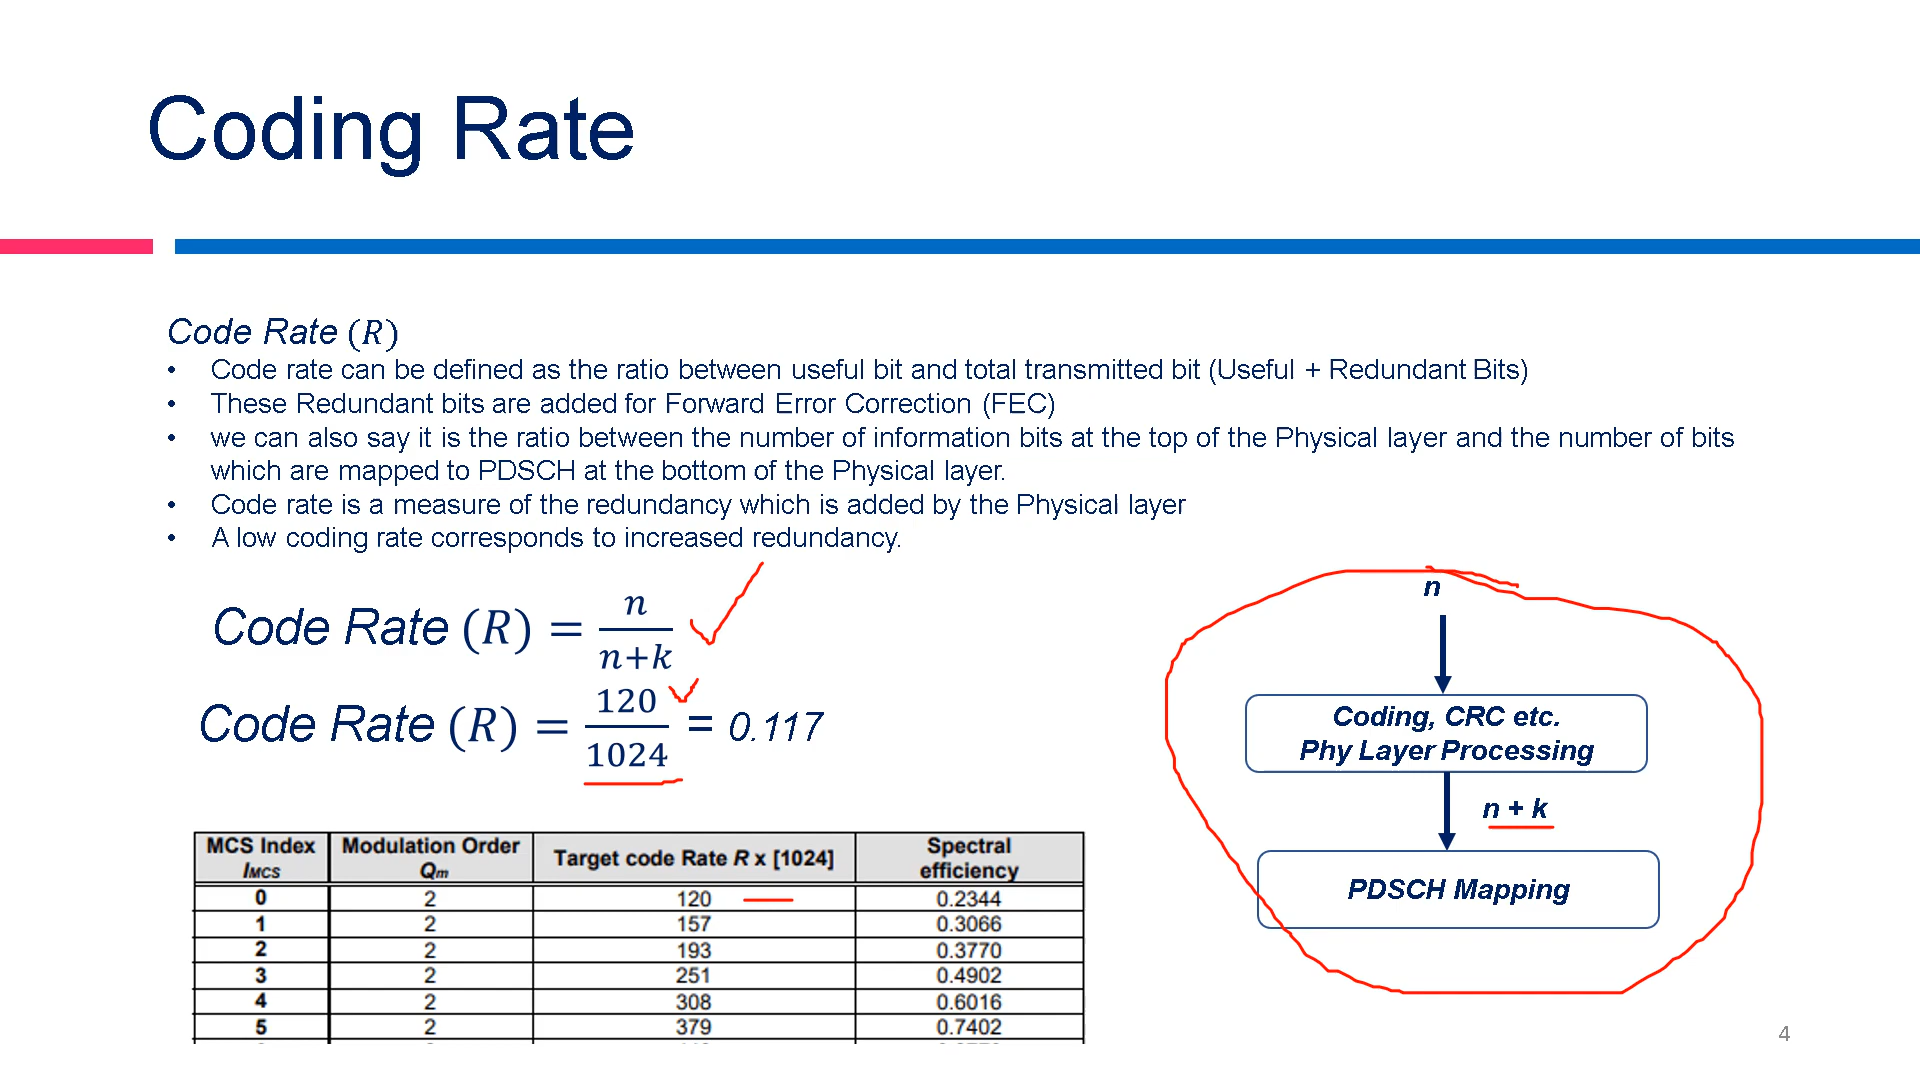 Coding Rate
Code Rate (R)
• Code rate can be defined as the ratio between useful bit and total transmitted bit (Useful + Redundant Bits)
• These Redundant bits are added for Forward Error Correction (FEC)
• we can also say it is the ratio between the number of information bits at the top of the Physical layer and the number of bits
which are mapped to PDSCH at the bottom of the Physical layer.
• Code rate is a measure of the redundancy which is added by the Physical layer
• A low coding rate corresponds to increased redundancy.
Code Rate (R) = n / n+k
Code Rate (R) = 120 / 1024 = 0.117
n
Coding, CRC etc.
Phy Layer Processing
n + k
PDSCH Mapping
MCS Index I_MCS | Modulation Order Q_m | Target code Rate R x [1024] | Spectral efficiency
0 2 120 0.2344
1 2 157 0.3066
2 2 193 0.3770
3 2 251 0.4902
4 2 308 0.6016
5 2 379 0.7402
4